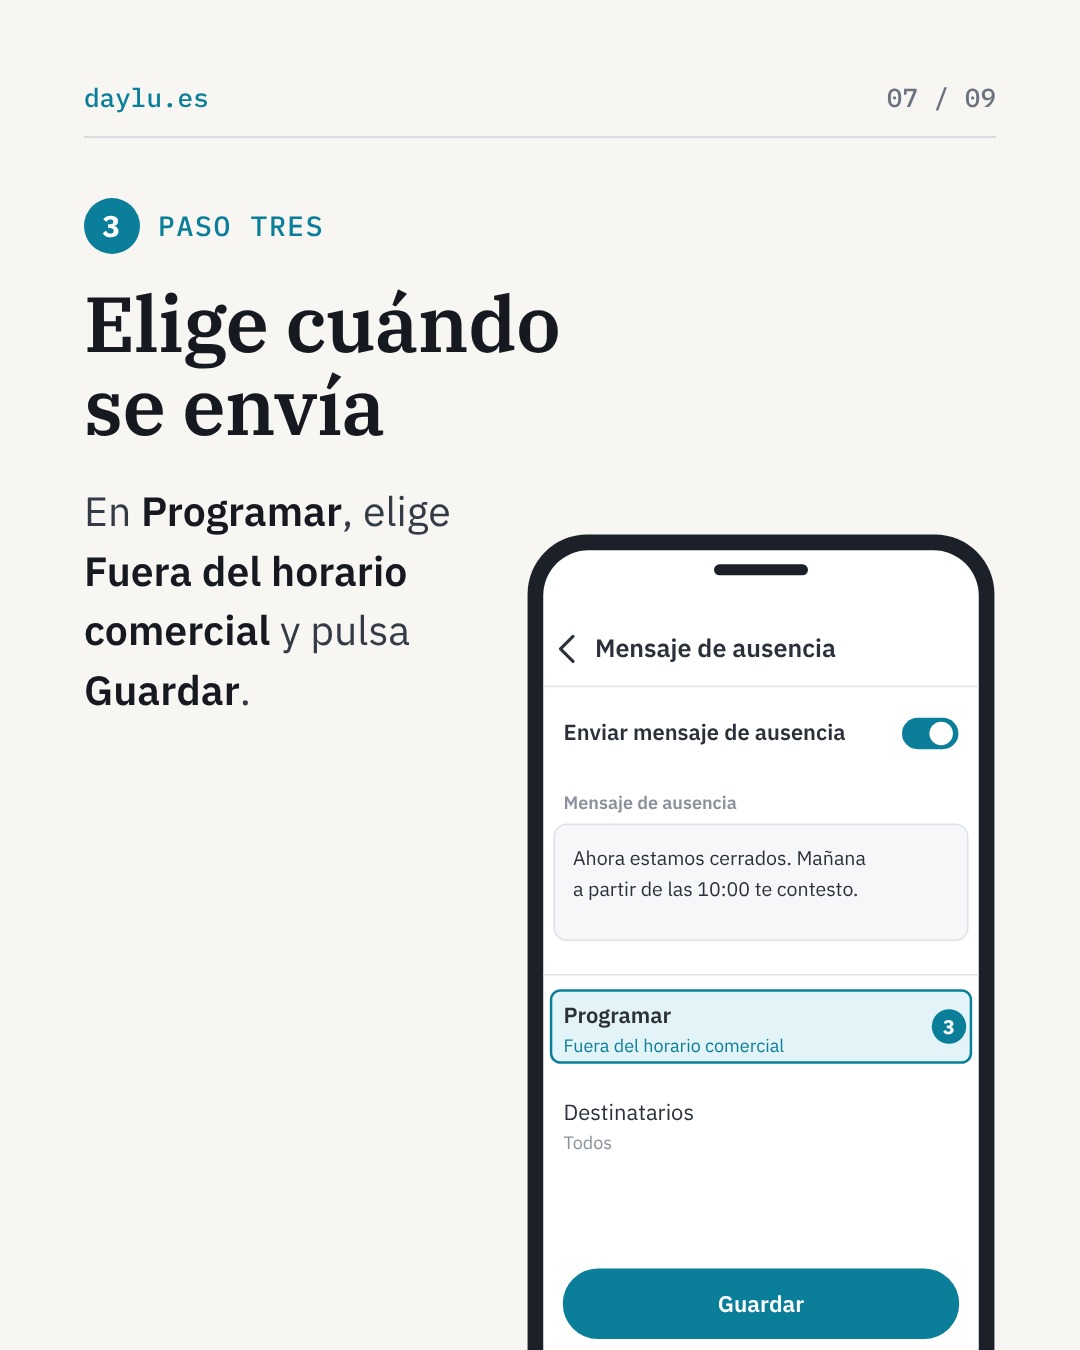 daylu.es
07 / 09
3
PASO TRES
Elige cuándo
se envía
En Programar, elige
Fuera del horario
comercial y pulsa
Guardar.
Mensaje de ausencia
Enviar mensaje de ausencia
Mensaje de ausencia
Ahora estamos cerrados. Mañana
a partir de las 10:00 te contesto.
Programar
Fuera del horario comercial
3
Destinatarios
Todos
Guardar